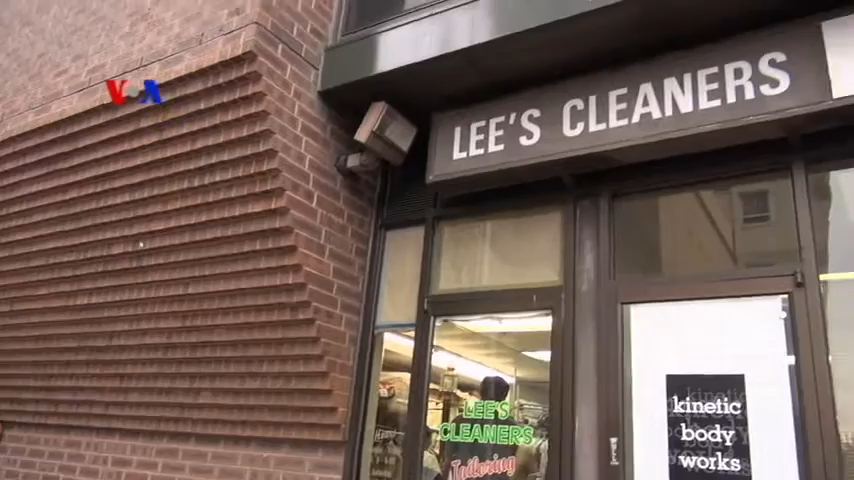 VOA
LEE'S CLEANERS
LEE'S
CLEANERS
Tailoring
kinetic
body
works